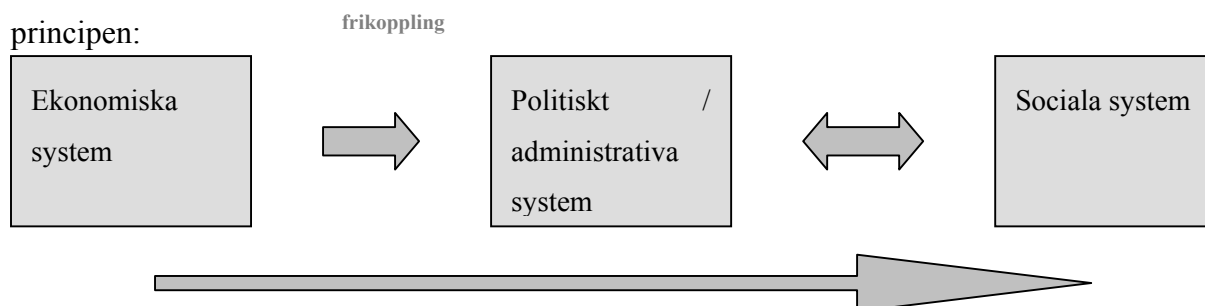 frikoppling
principen:
Ekonomiska
system
Politiskt /
administrativa
system
Sociala system